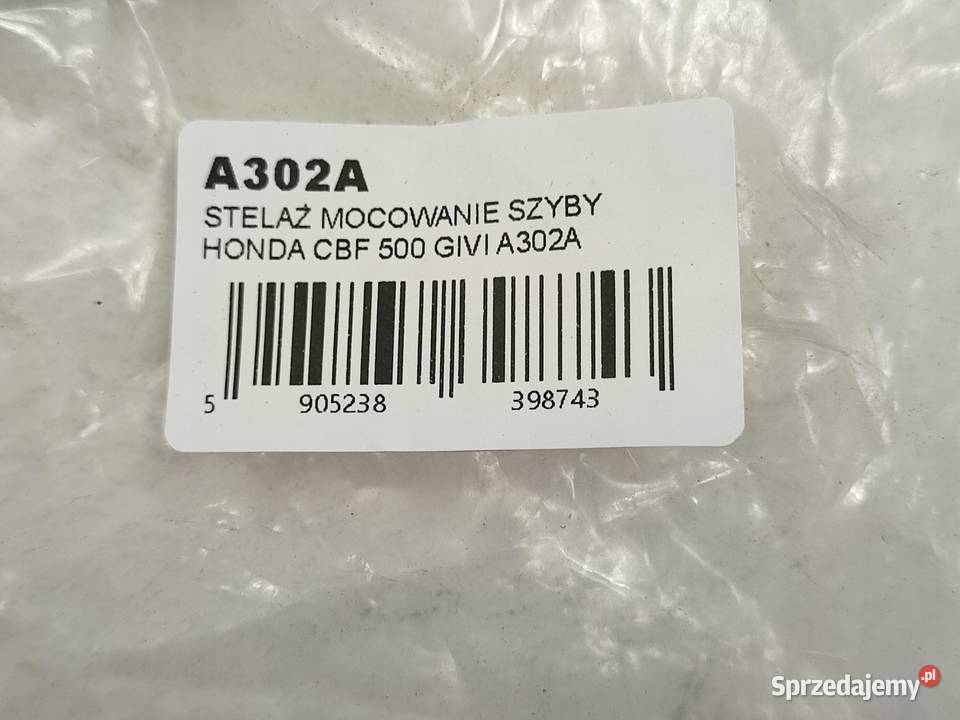 A302A
STELAŻ MOCOWANIE SZYBY
HONDA CBF 500 GIVI A302A
5 905238 398743
Sprzedajemy.pl